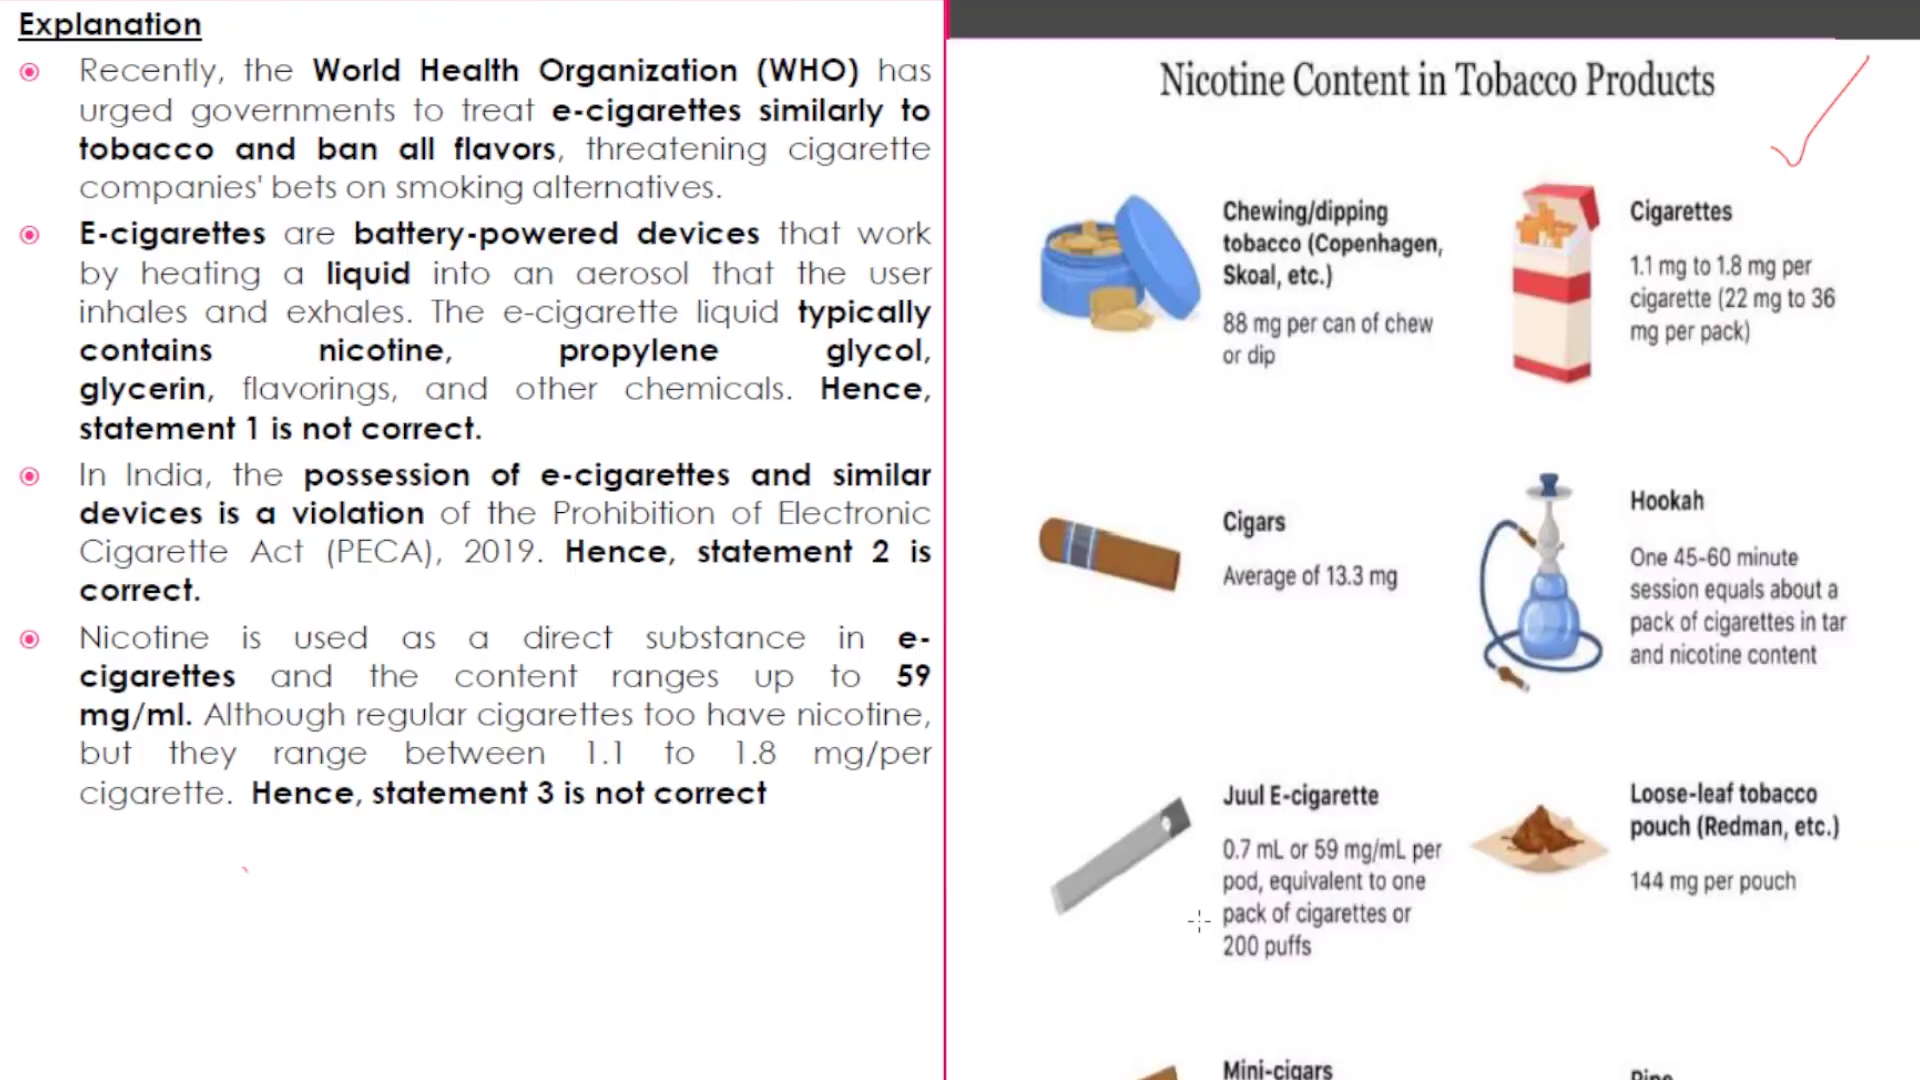 Explanation
Recently, the World Health Organization (WHO) has
urged governments to treat e-cigarettes similarly to
tobacco and ban all flavors, threatening cigarette
companies' bets on smoking alternatives.
E-cigarettes are battery-powered devices that work
by heating a liquid into an aerosol that the user
inhales and exhales. The e-cigarette liquid typically
contains nicotine, propylene glycol,
glycerin, flavorings, and other chemicals. Hence,
statement 1 is not correct.
In India, the possession of e-cigarettes and similar
devices is a violation of the Prohibition of Electronic
Cigarette Act (PECA), 2019. Hence, statement 2 is
correct.
Nicotine is used as a direct substance in e-
cigarettes and the content ranges up to 59
mg/ml. Although regular cigarettes too have nicotine,
but they range between 1.1 to 1.8 mg/per
cigarette. Hence, statement 3 is not correct
Nicotine Content in Tobacco Products
Chewing/dipping
tobacco (Copenhagen,
Skoal, etc.)
88 mg per can of chew
or dip
Cigarettes
1.1 mg to 1.8 mg per
cigarette (22 mg to 36
mg per pack)
Cigars
Average of 13.3 mg
Hookah
One 45-60 minute
session equals about a
pack of cigarettes in tar
and nicotine content
Juul E-cigarette
0.7 mL or 59 mg/mL per
pod, equivalent to one
pack of cigarettes or
200 puffs
Loose-leaf tobacco
pouch (Redman, etc.)
144 mg per pouch
Mini-cigars
Pipe